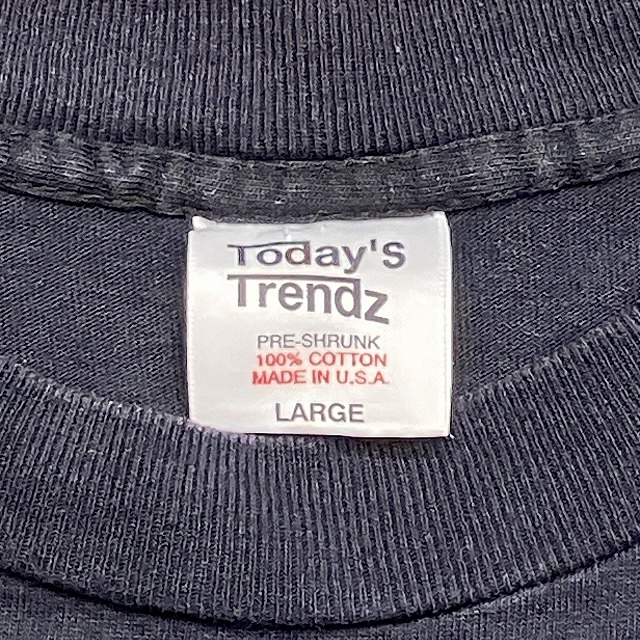 Today'S
Trendz
PRE-SHRUNK
100% COTTON
MADE IN U.S.A.
LARGE